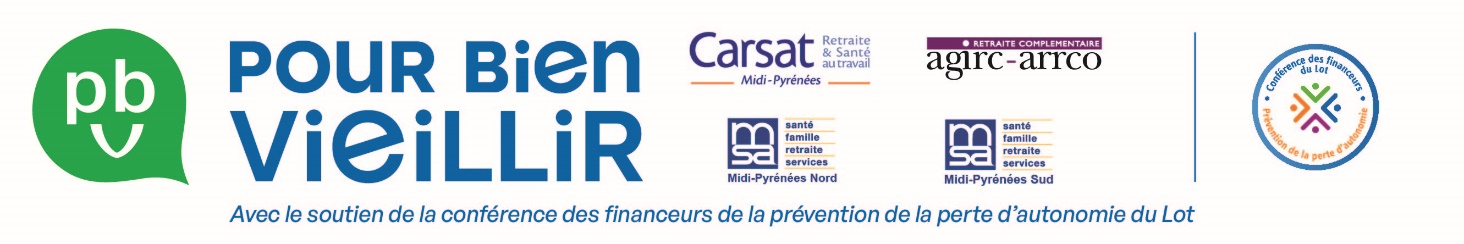 pb
v
POUR BieN
VieiLLiR
Carsat Retraite
& Santé
au travail
Midi-Pyrénées
RETRAITE COMPLEMENTAIRE
agirc-arrco
msa santé
famille
retraite
services
Midi-Pyrénées Nord
msa santé
famille
retraite
services
Midi-Pyrénées Sud
Conférence des financeurs
du Lot
Prévention de la perte d'autonomie
Avec le soutien de la conférence des financeurs de la prévention de la perte d'autonomie du Lot